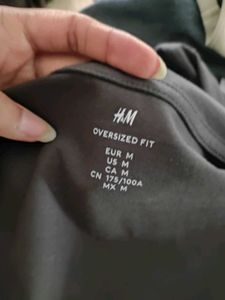 H&M
OVERSIZED FIT
EUR M
US M
CA M
CN 175/100A
MX M